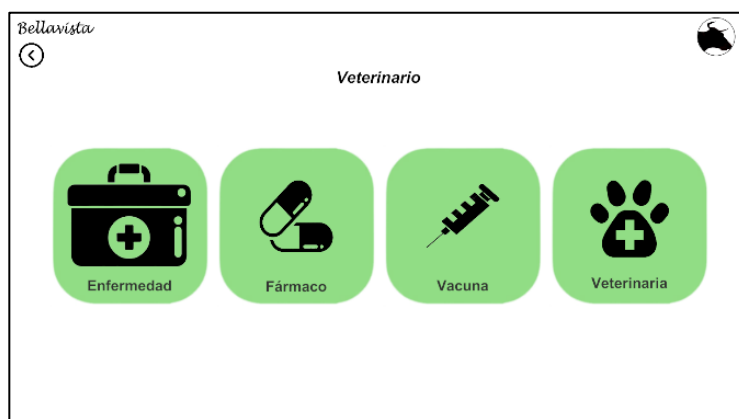 Bellavista
Veterinario
Enfermedad
Fármaco
Vacuna
Veterinaria